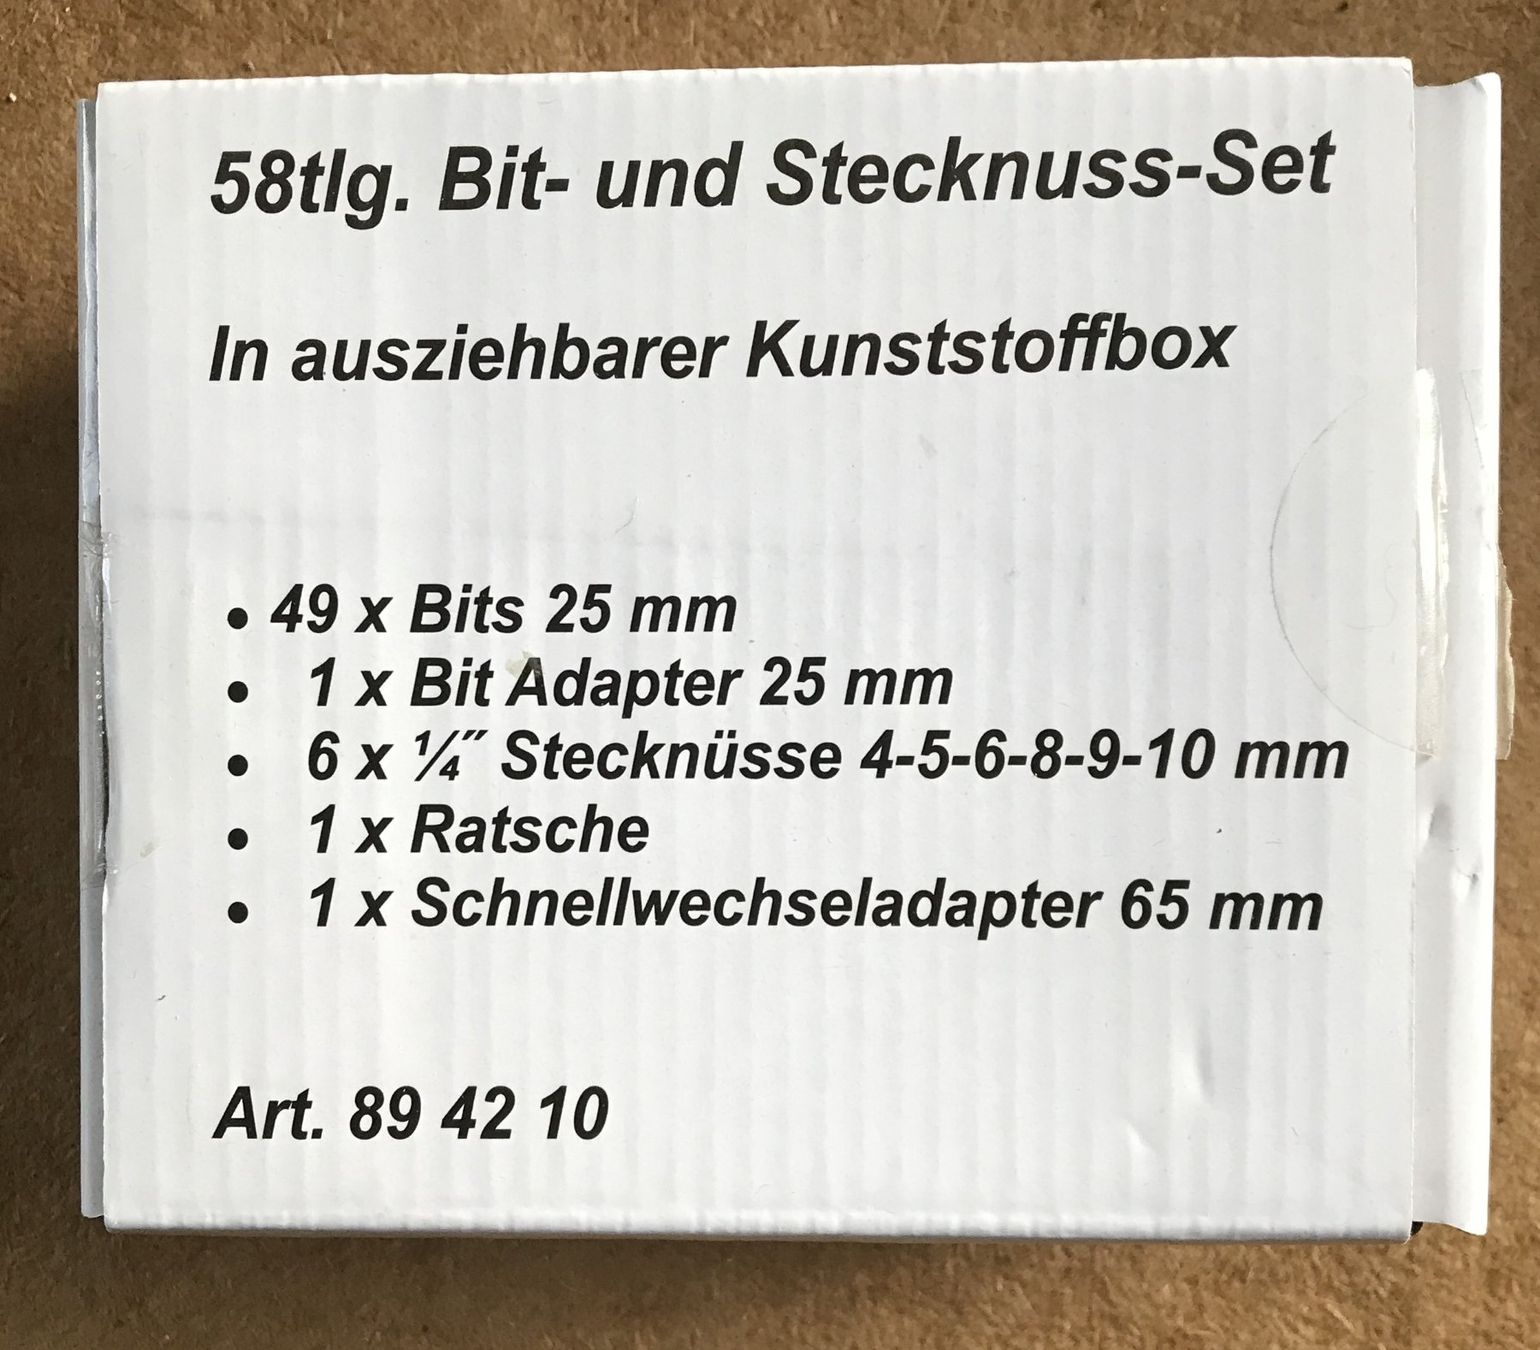 58tlg. Bit- und Stecknuss-Set
In ausziehbarer Kunststoffbox
• 49 x Bits 25 mm
• 1 x Bit Adapter 25 mm
• 6 x ¼˝ Stecknüsse 4-5-6-8-9-10 mm
• 1 x Ratsche
• 1 x Schnellwechseladapter 65 mm
Art. 89 42 10